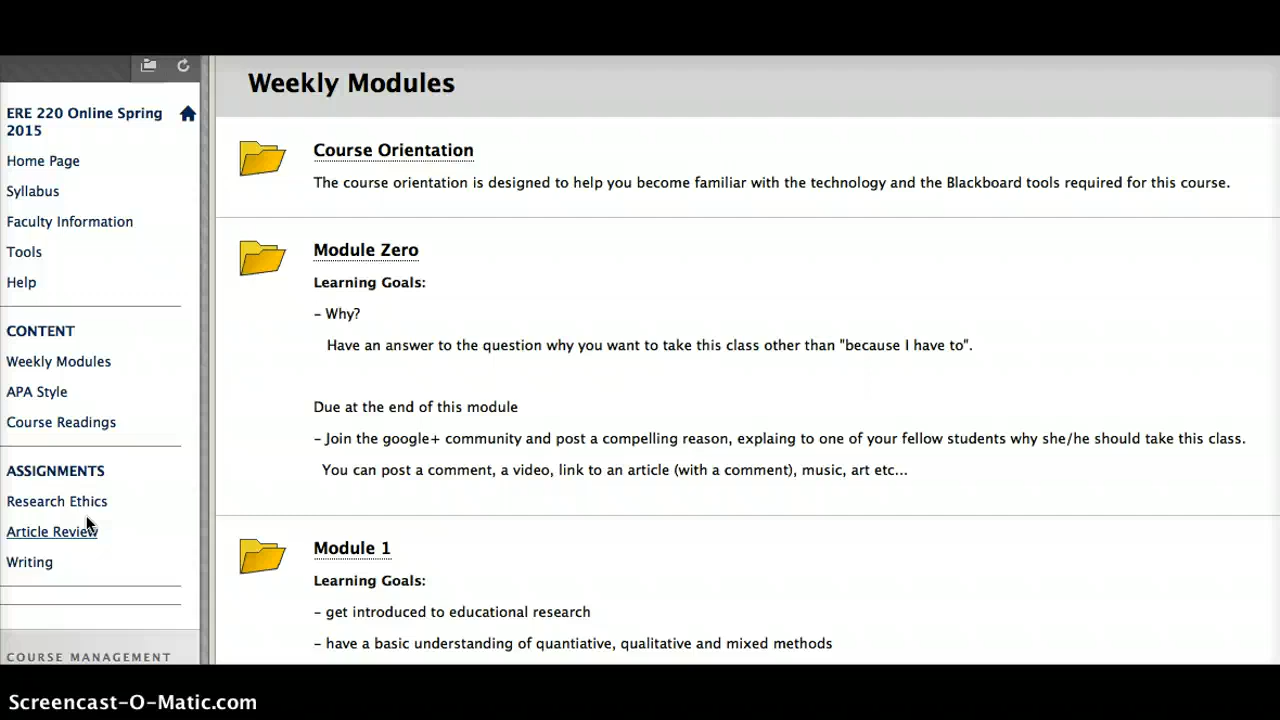 Weekly Modules
ERE 220 Online Spring
2015
Home Page
Syllabus
Faculty Information
Tools
Help
CONTENT
Weekly Modules
APA Style
Course Readings
ASSIGNMENTS
Research Ethics
Article Review
Writing
COURSE MANAGEMENT
Course Orientation
The course orientation is designed to help you become familiar with the technology and the Blackboard tools required for this course.
Module Zero
Learning Goals:
- Why?
Have an answer to the question why you want to take this class other than "because I have to".
Due at the end of this module
- Join the google+ community and post a compelling reason, explaing to one of your fellow students why she/he should take this class.
You can post a comment, a video, link to an article (with a comment), music, art etc...
Module 1
Learning Goals:
- get introduced to educational research
- have a basic understanding of quantiative, qualitative and mixed methods
Screencast-O-Matic.com